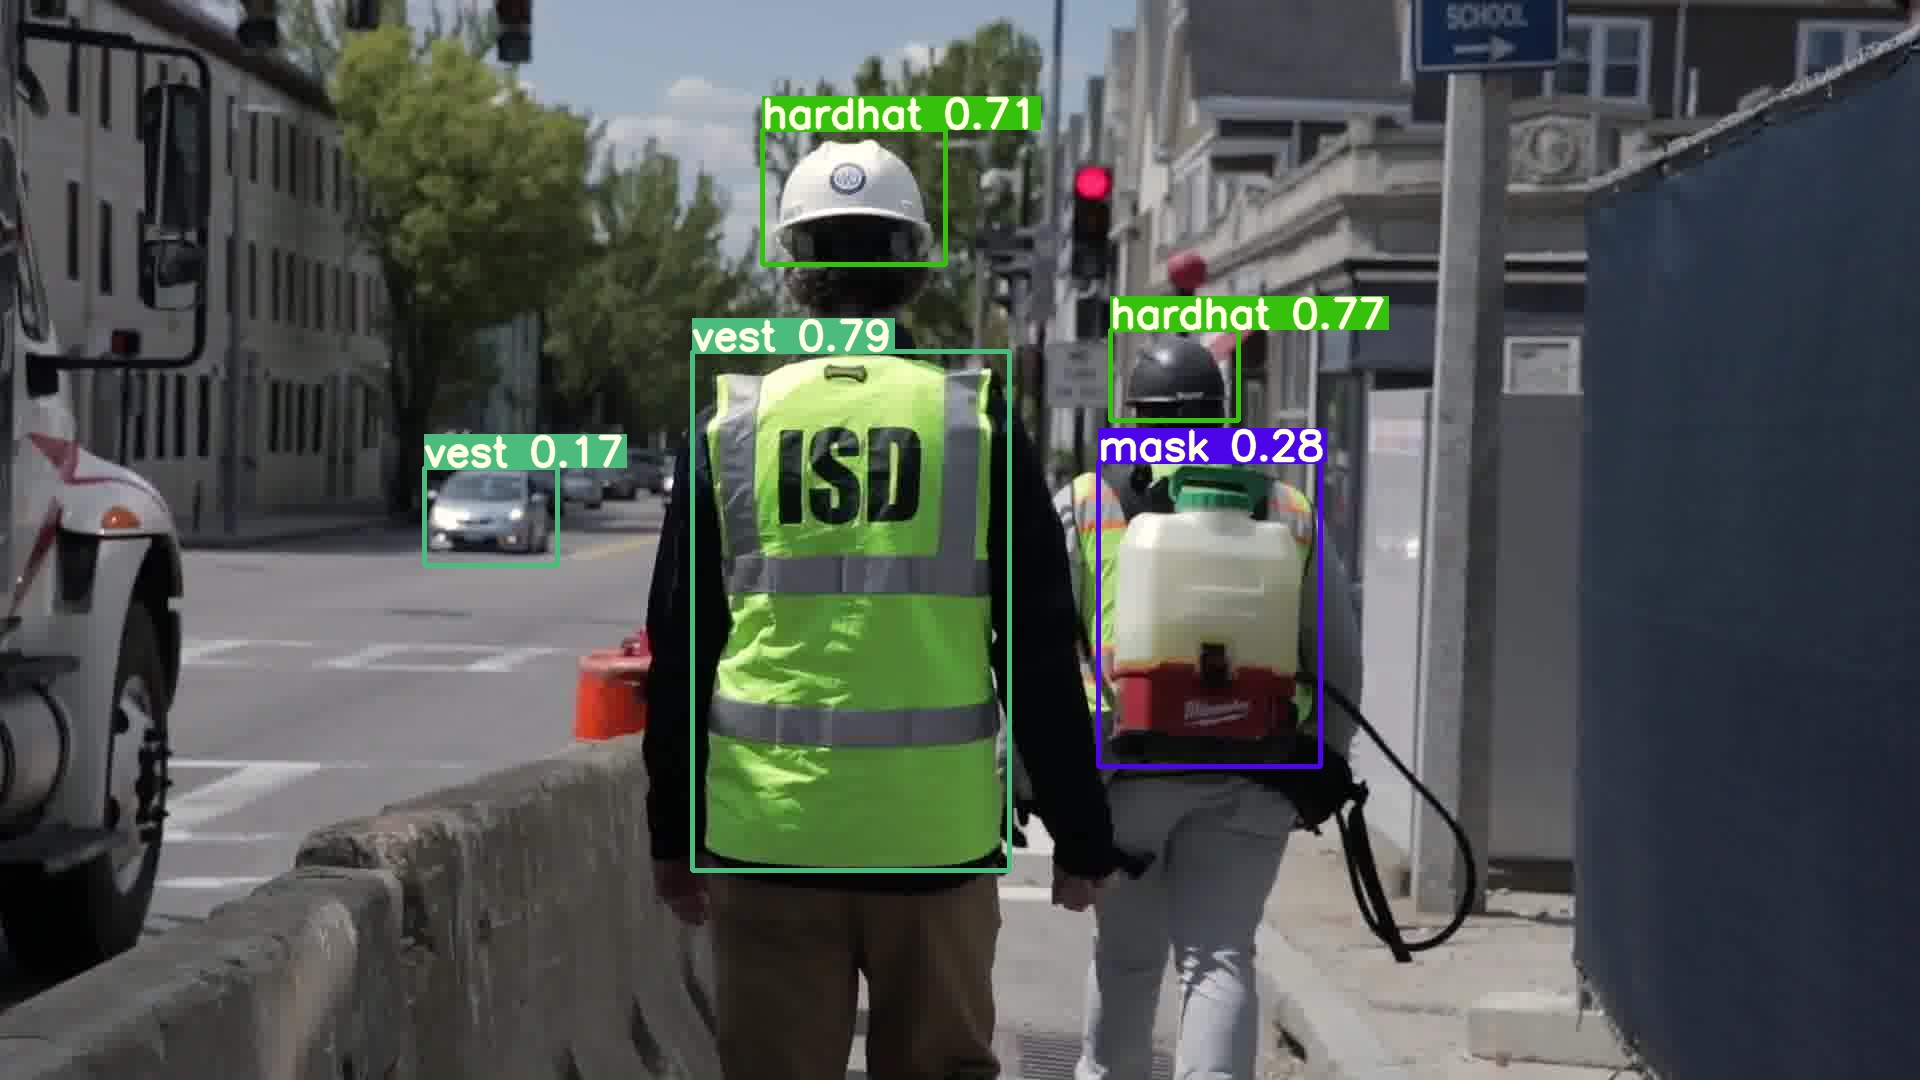 SCHOOL
hardhat 0.71
hardhat 0.77
vest 0.79
vest 0.17
mask 0.28
ISD
Milwaukee